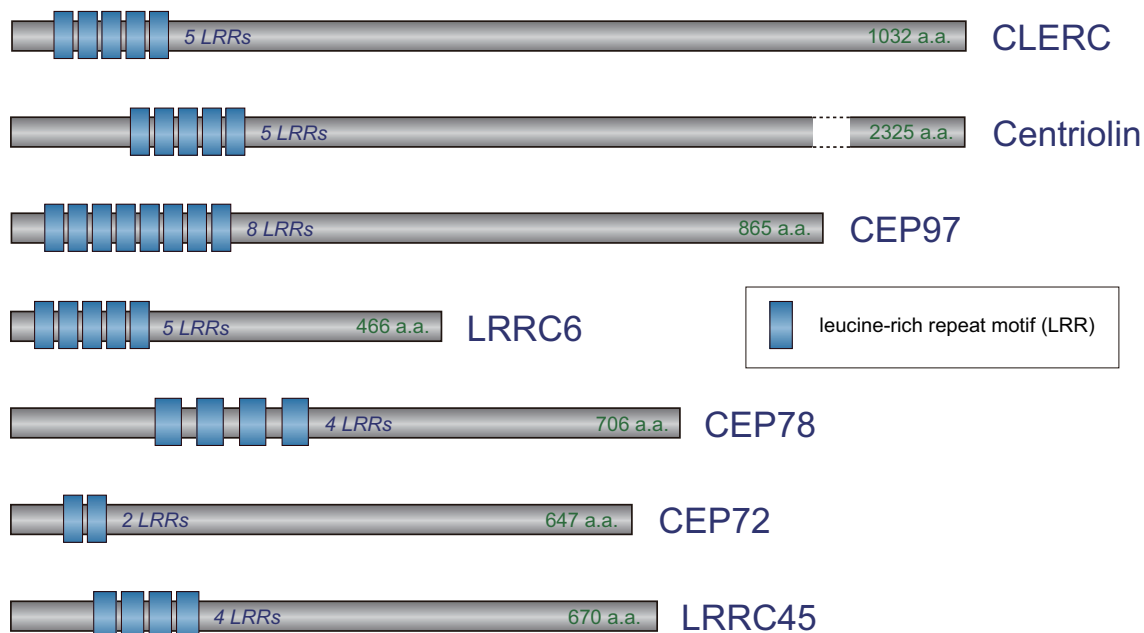 5 LRRs 1032 a.a. CLERC
5 LRRs 2325 a.a. Centriolin
8 LRRs 865 a.a. CEP97
5 LRRs 466 a.a. LRRC6
leucine-rich repeat motif (LRR)
4 LRRs 706 a.a. CEP78
2 LRRs 647 a.a. CEP72
4 LRRs 670 a.a. LRRC45